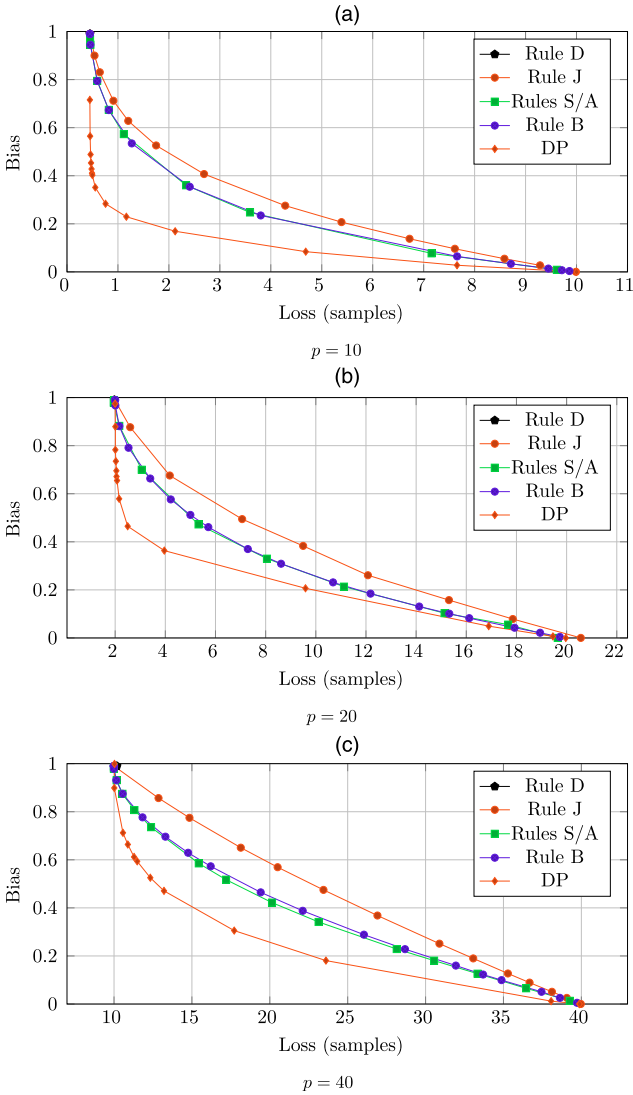 (a)
Bias
1
0.8
0.6
0.4
0.2
0
Rule D
Rule J
Rules S/A
Rule B
DP
0 1 2 3 4 5 6 7 8 9 10 11
Loss (samples)
p = 10
(b)
Bias
1
0.8
0.6
0.4
0.2
0
Rule D
Rule J
Rules S/A
Rule B
DP
2 4 6 8 10 12 14 16 18 20 22
Loss (samples)
p = 20
(c)
Bias
1
0.8
0.6
0.4
0.2
0
Rule D
Rule J
Rules S/A
Rule B
DP
10 15 20 25 30 35 40
Loss (samples)
p = 40